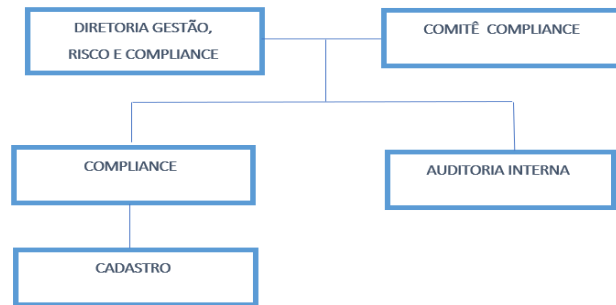 DIRETORIA GESTÃO,
RISCO E COMPLIANCE
COMITÊ COMPLIANCE
COMPLIANCE
AUDITORIA INTERNA
CADASTRO